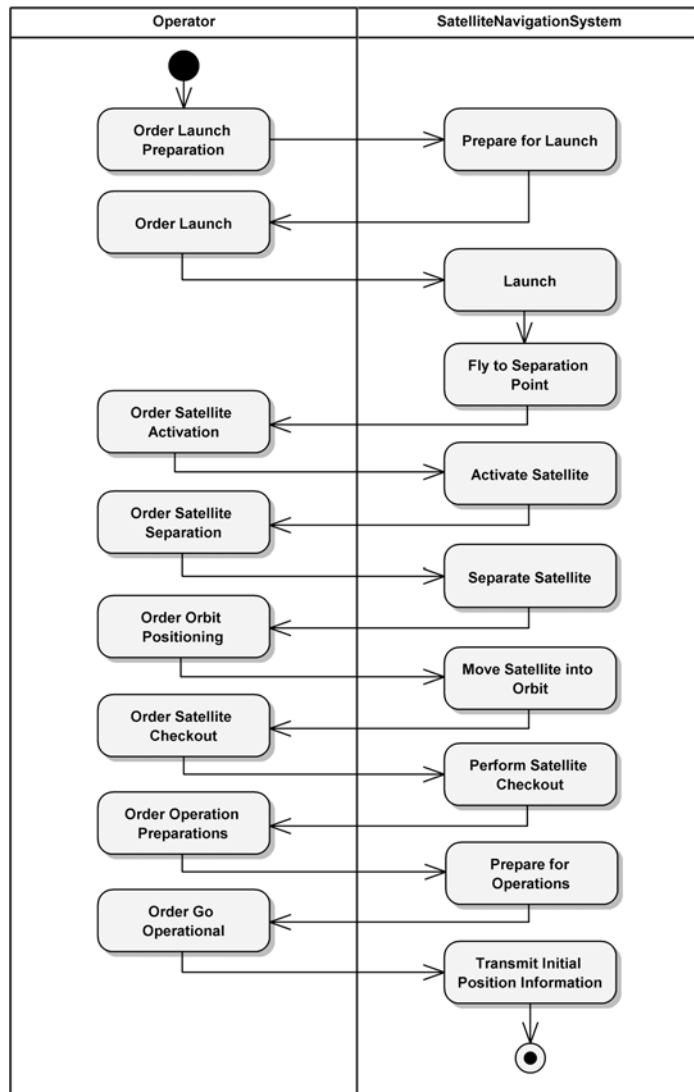 Operator
SatelliteNavigationSystem
Order Launch
Preparation
Prepare for Launch
Order Launch
Launch
Fly to Separation
Point
Order Satellite
Activation
Activate Satellite
Order Satellite
Separation
Separate Satellite
Order Orbit
Positioning
Move Satellite into
Orbit
Order Satellite
Checkout
Perform Satellite
Checkout
Order Operation
Preparations
Prepare for
Operations
Order Go
Operational
Transmit Initial
Position Information